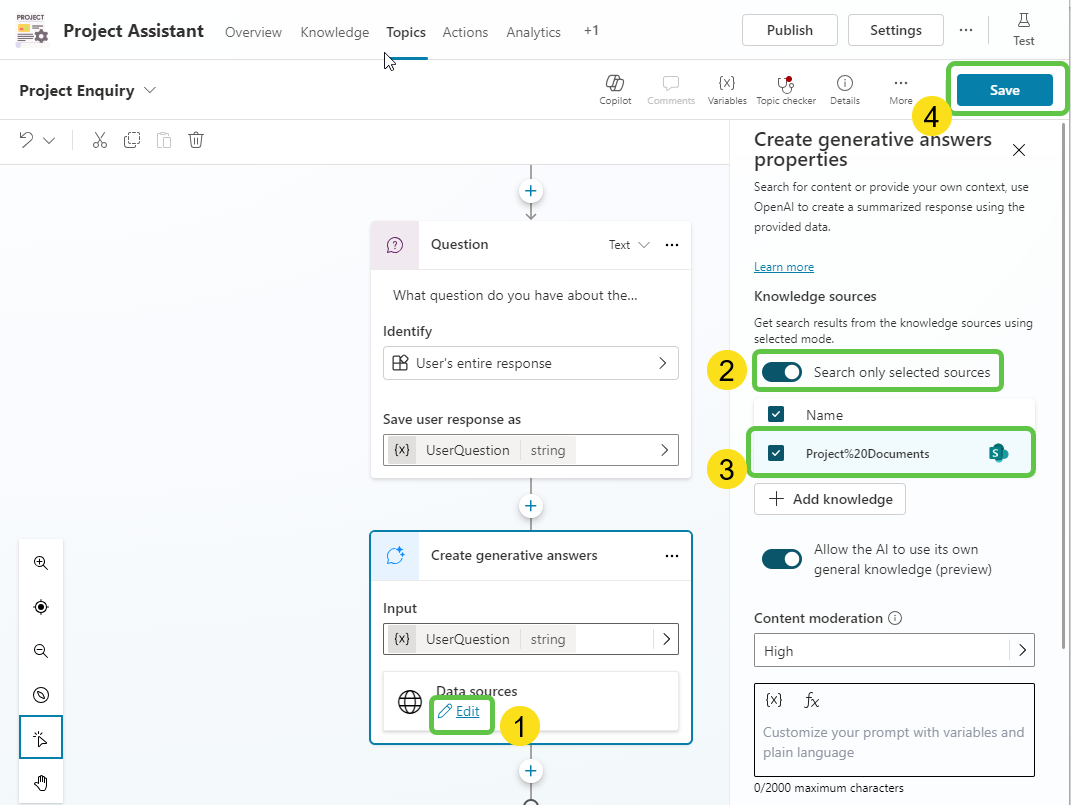 PROJECT
Project Assistant
Overview
Knowledge
Topics
Actions
Analytics
+1
Publish
Settings
...
Test
Project Enquiry
Copilot
Comments
{x}
Variables
Topic checker
Details
...
More
Save
4
Create generative answers
properties
Search for content or provide your own context, use
OpenAI to create a summarized response using the
provided data.
Learn more
Knowledge sources
Get search results from the knowledge sources using
selected mode.
2
Search only selected sources
Name
3
Project%20Documents
S
Add knowledge
Allow the AI to use its own
general knowledge (preview)
Content moderation
High
{x} fx
Customize your prompt with variables and
plain language
0/2000 maximum characters
Question
Text
...
What question do you have about the...
Identify
User's entire response
Save user response as
{x} UserQuestion string
Create generative answers
...
Input
{x} UserQuestion string
Data sources
Edit
1